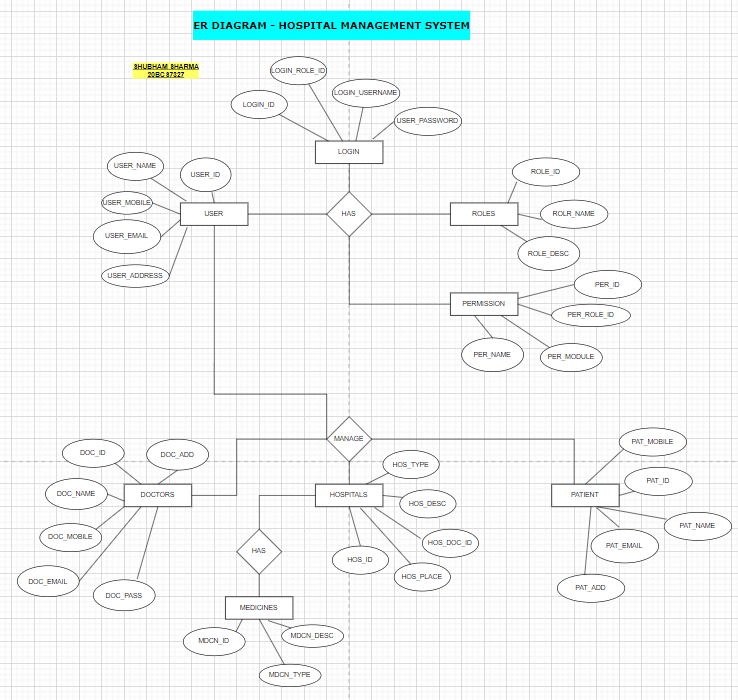 ER DIAGRAM - HOSPITAL MANAGEMENT SYSTEM
SHUBHAM SHARMA
20BCS7327
LOGIN_ROLE_ID
LOGIN_USERNAME
LOGIN_ID
USER_PASSWORD
LOGIN
USER_NAME
USER_ID
ROLE_ID
USER_MOBILE
USER
HAS
ROLES
ROLR_NAME
USER_EMAIL
ROLE_DESC
USER_ADDRESS
PER_ID
PERMISSION
PER_ROLE_ID
PER_NAME
PER_MODULE
MANAGE
PAT_MOBILE
DOC_ID
DOC_ADD
HOS_TYPE
PAT_ID
DOC_NAME
DOCTORS
HOSPITALS
PATIENT
HOS_DESC
PAT_NAME
DOC_MOBILE
HOS_DOC_ID
PAT_EMAIL
HAS
HOS_ID
HOS_PLACE
DOC_EMAIL
DOC_PASS
PAT_ADD
MEDICINES
MDCN_ID
MDCN_DESC
MDCN_TYPE